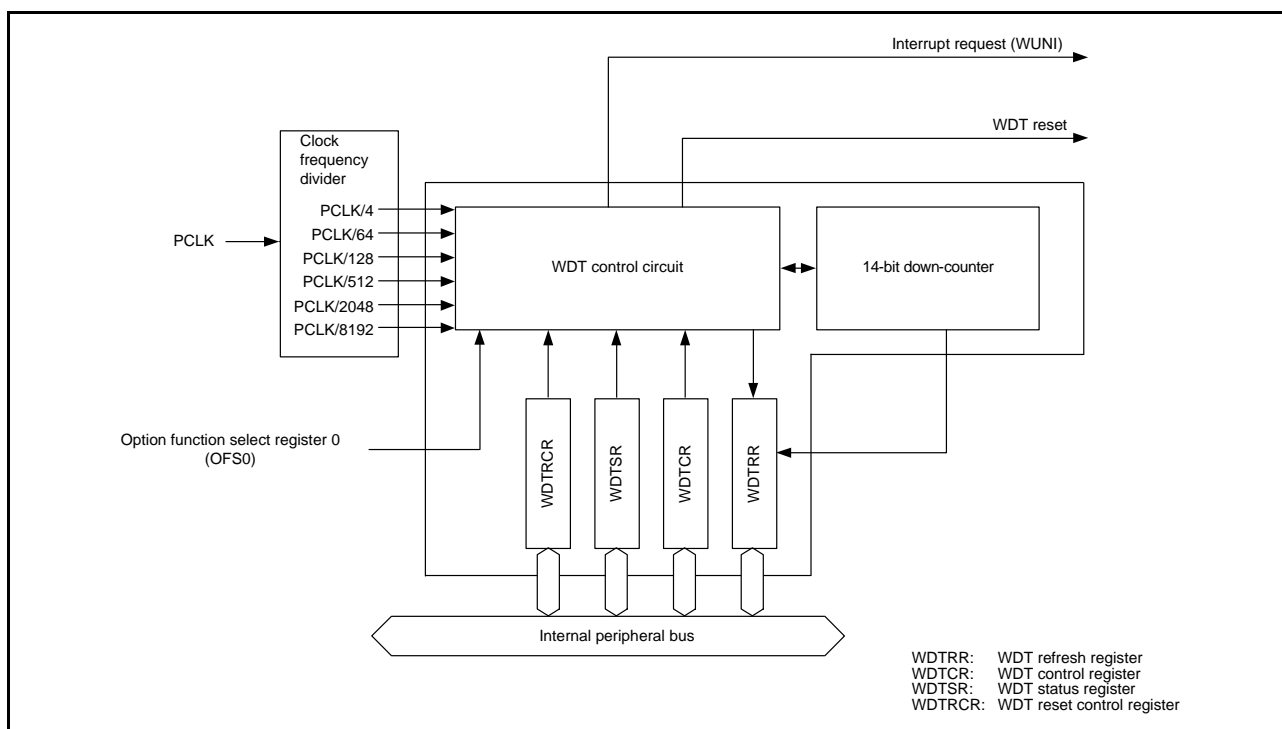 Interrupt request (WUNI)
WDT reset
Clock
frequency
divider
PCLK/4
PCLK/64
PCLK/128
PCLK/512
PCLK/2048
PCLK/8192
PCLK
WDT control circuit
14-bit down-counter
Option function select register 0
(OFS0)
WDTRCR
WDTSR
WDTCR
WDTRR
Internal peripheral bus
WDTRR: WDT refresh register
WDTCR: WDT control register
WDTSR: WDT status register
WDTRCR: WDT reset control register